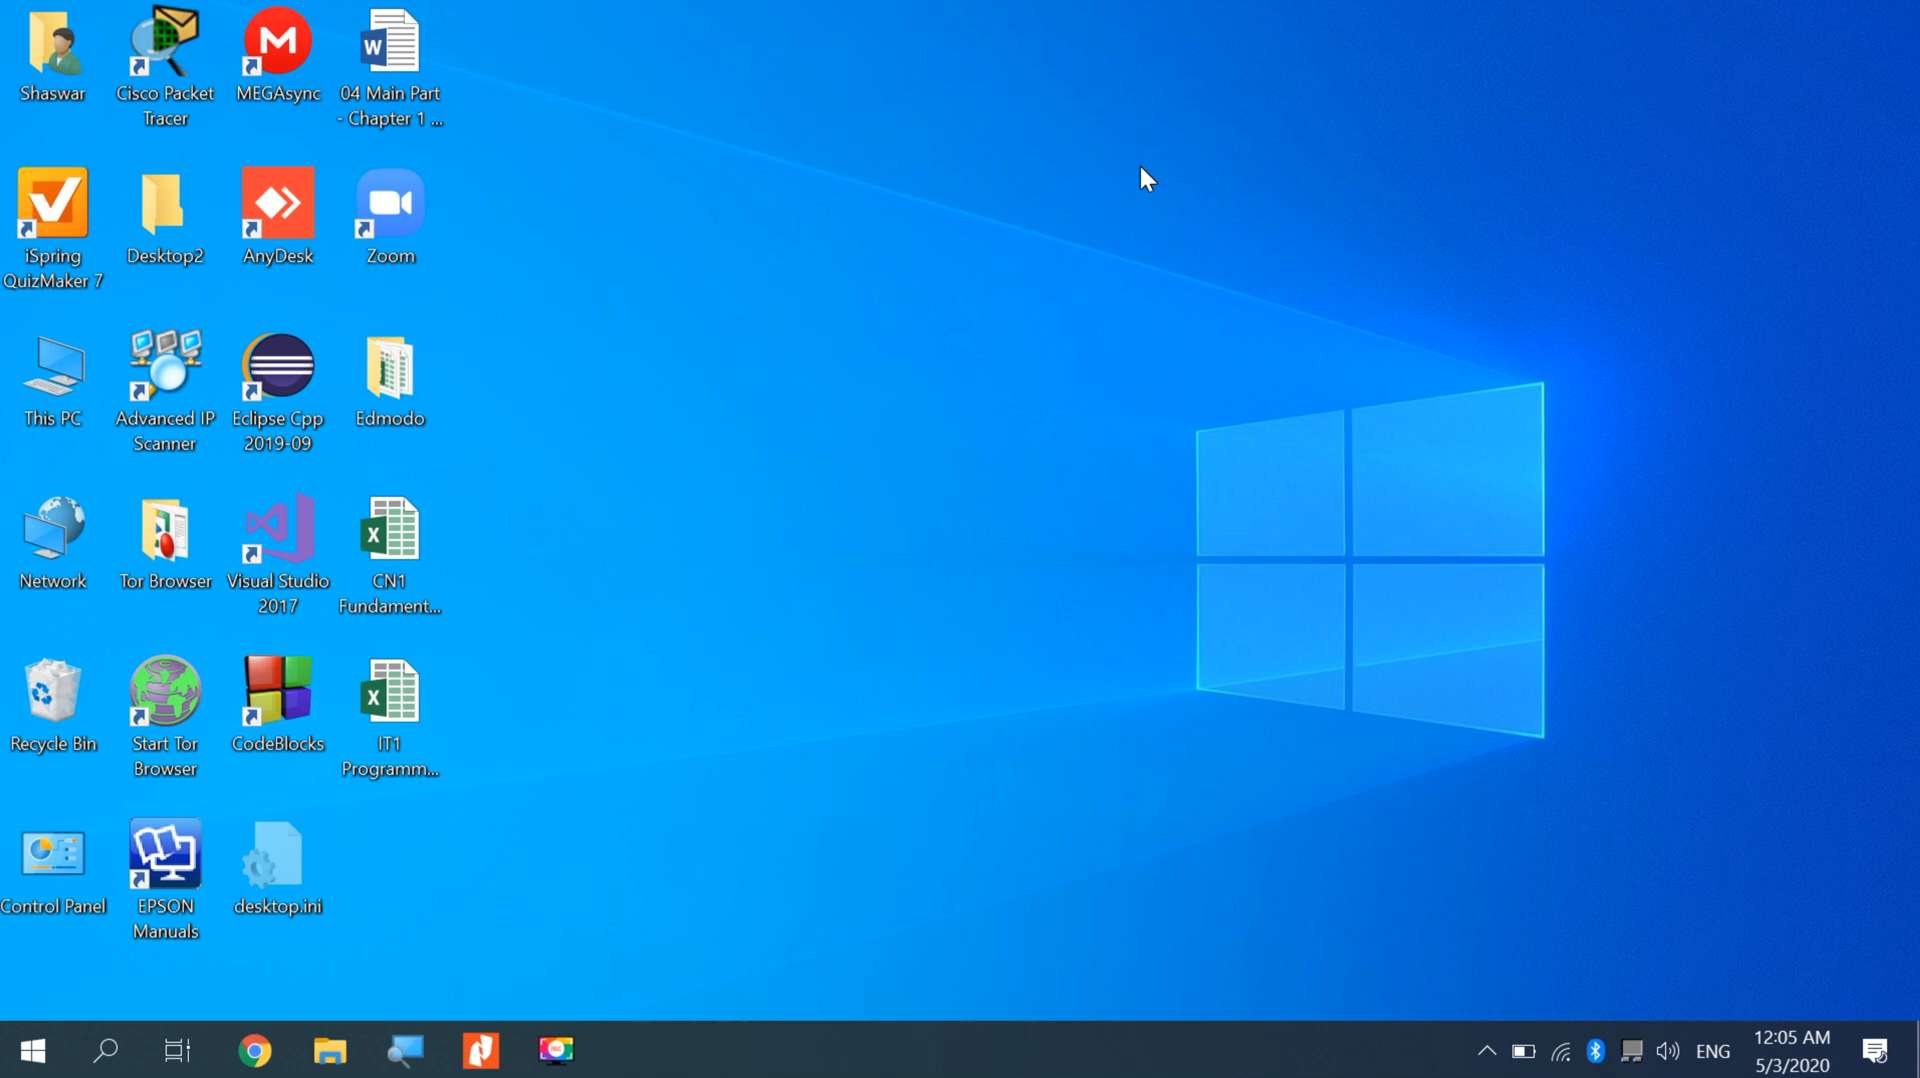 Shaswar
Cisco Packet
Tracer
MEGAsync
04 Main Part
- Chapter 1 ...
iSpring
QuizMaker 7
Desktop2
AnyDesk
Zoom
This PC
Advanced IP
Scanner
Eclipse Cpp
2019-09
Edmodo
Network
Tor Browser
Visual Studio
2017
CN1
Fundament...
Recycle Bin
Start Tor
Browser
CodeBlocks
IT1
Programm...
Control Panel
EPSON
Manuals
desktop.ini
ENG
12:05 AM
5/3/2020